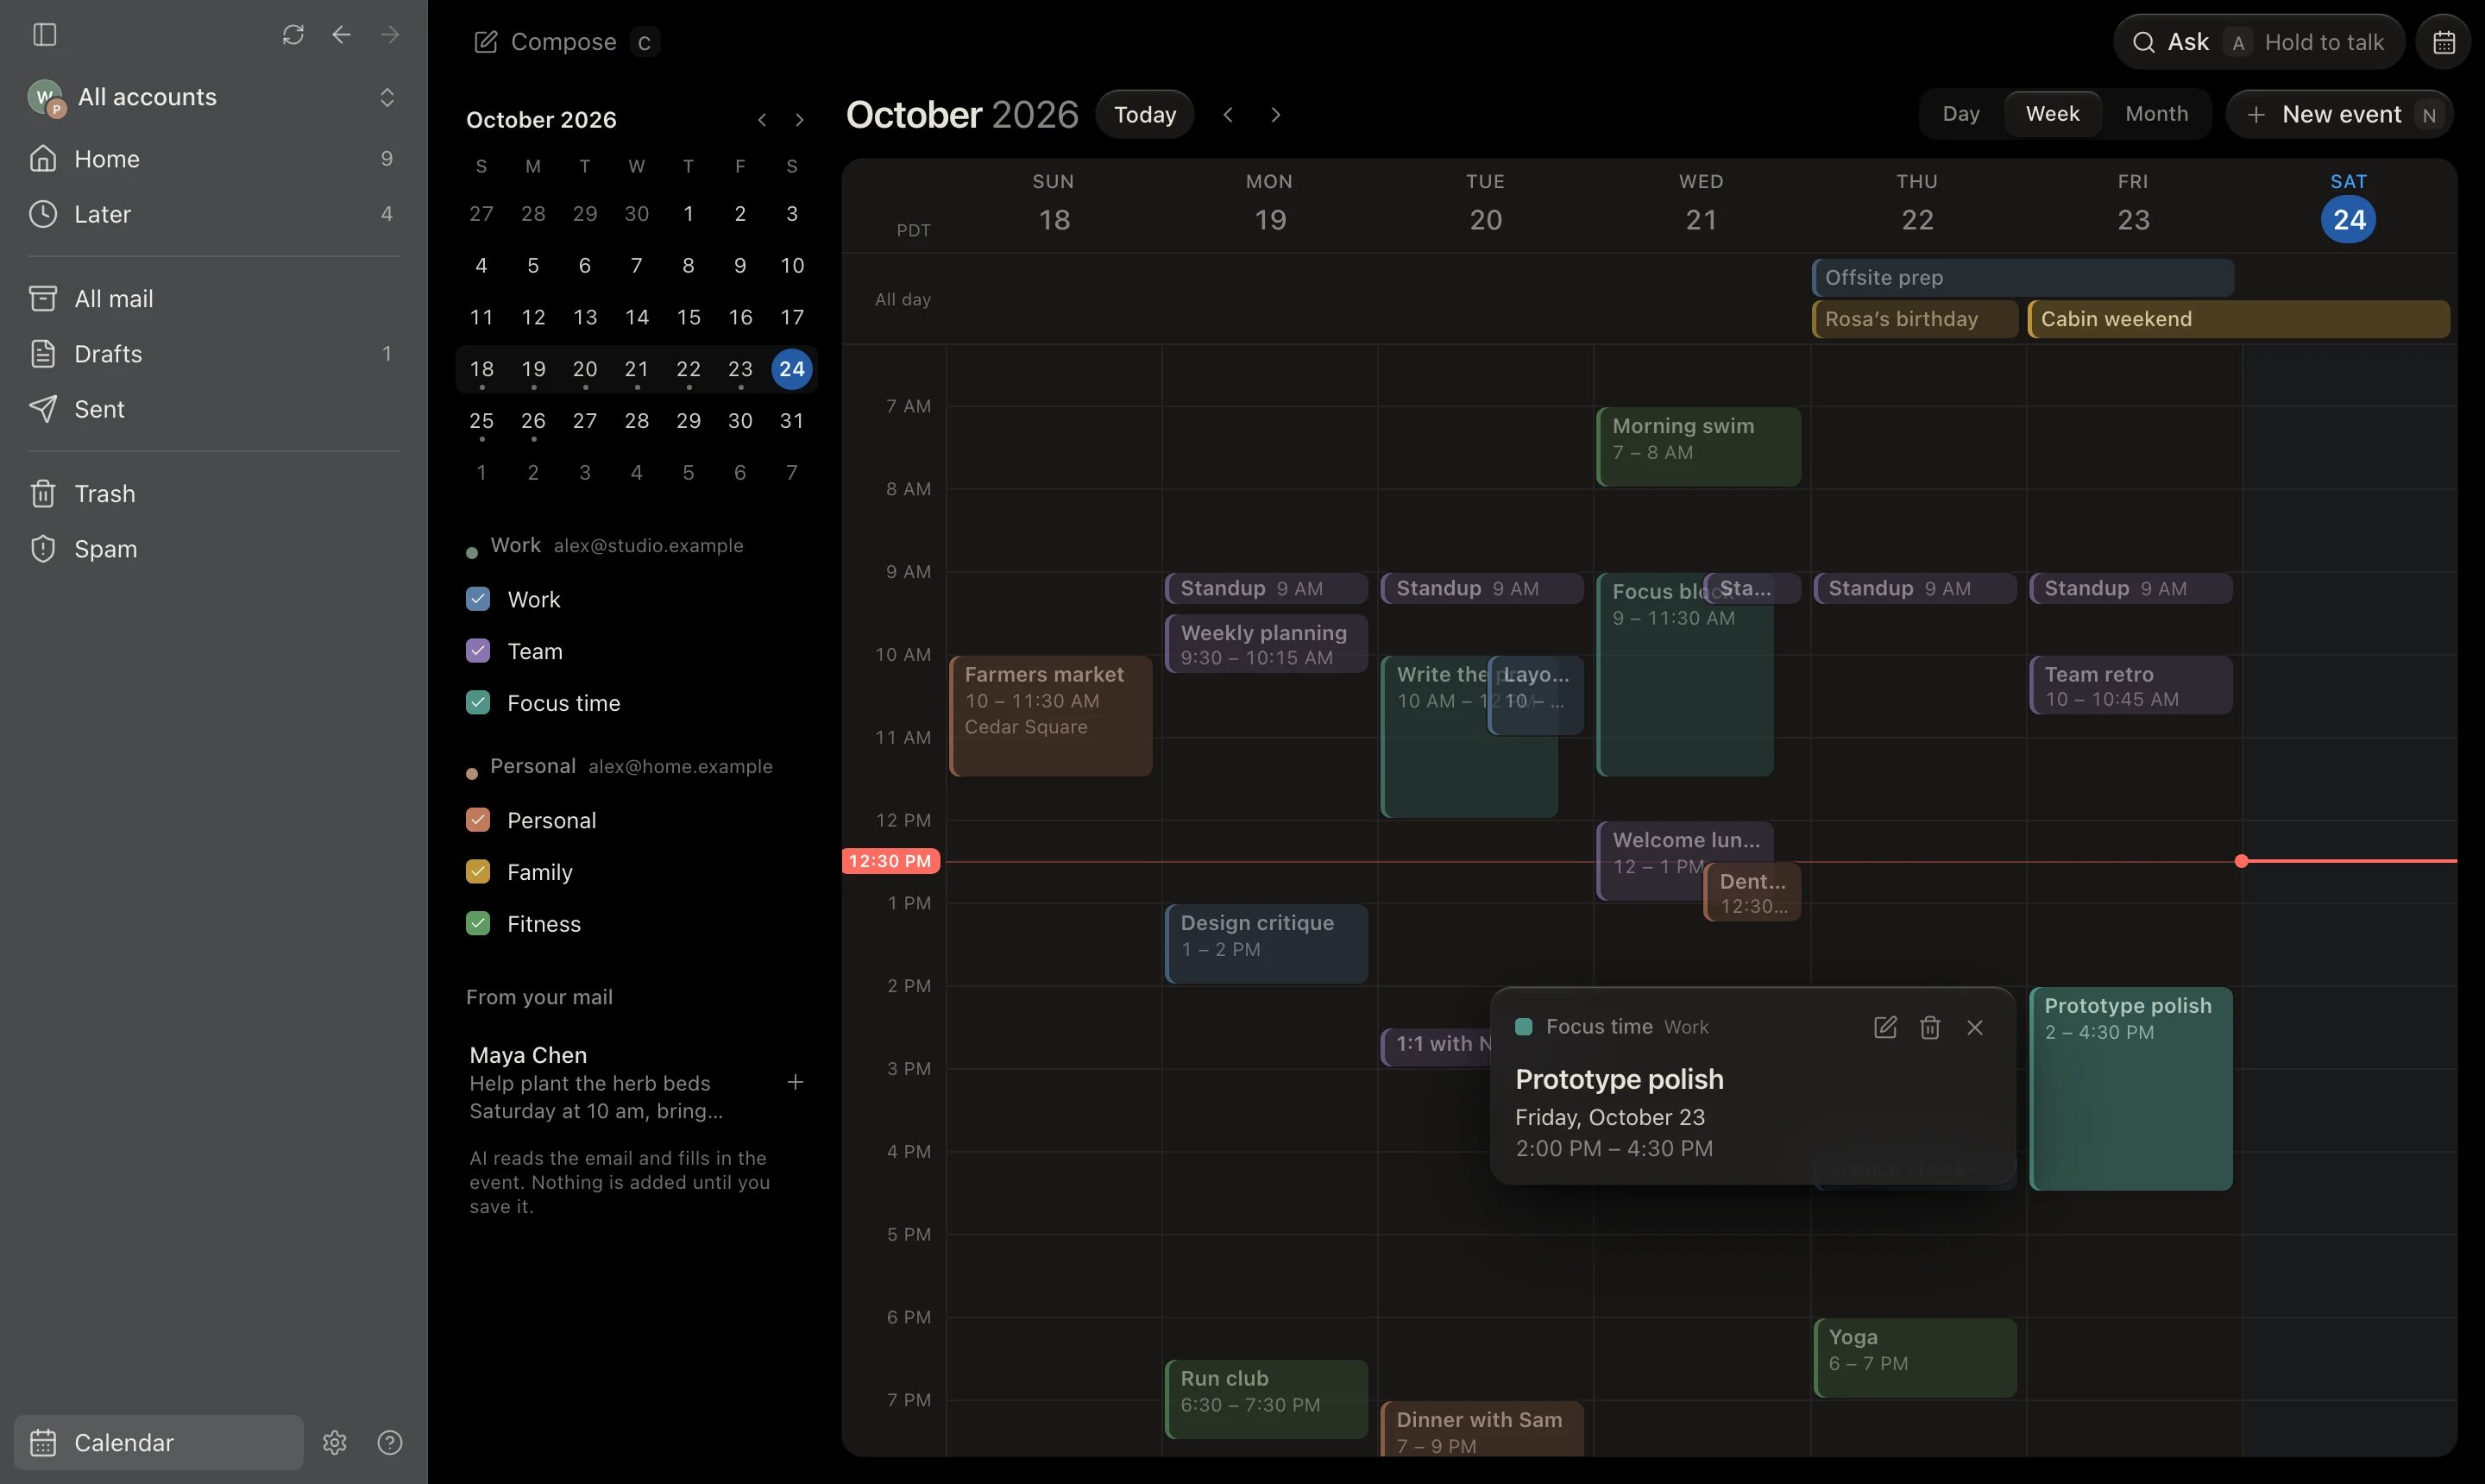 W
P
All accounts
Home 9
Later 4
All mail
Drafts 1
Sent
Trash
Spam
Calendar
Compose C
Ask A Hold to talk
October 2026
S M T W T F S
27 28 29 30 1 2 3
4 5 6 7 8 9 10
11 12 13 14 15 16 17
18 19 20 21 22 23 24
25 26 27 28 29 30 31
1 2 3 4 5 6 7
Work alex@studio.example
Work
Team
Focus time
Personal alex@home.example
Personal
Family
Fitness
From your mail
Maya Chen
Help plant the herb beds
Saturday at 10 am, bring...
AI reads the email and fills in the
event. Nothing is added until you
save it.
October 2026 Today
Day Week Month
New event N
SUN MON TUE WED THU FRI SAT
PDT 18 19 20 21 22 23 24
All day
Offsite prep
Rosa's birthday
Cabin weekend
7 AM
8 AM
9 AM
10 AM
11 AM
12 PM
12:30 PM
1 PM
2 PM
3 PM
4 PM
5 PM
6 PM
7 PM
Farmers market
10 – 11:30 AM
Cedar Square
Standup 9 AM
Weekly planning
9:30 – 10:15 AM
Design critique
1 – 2 PM
Run club
6:30 – 7:30 PM
Standup 9 AM
Write the
10 AM – 12
Layo...
10 – ...
1:1 with N
Dinner with Sam
7 – 9 PM
Morning swim
7 – 8 AM
Focus bloc
9 – 11:30 AM
Sta...
Welcome lun...
12 – 1 PM
Dent...
12:30...
Standup 9 AM
Yoga
6 – 7 PM
Standup 9 AM
Team retro
10 – 10:45 AM
Prototype polish
2 – 4:30 PM
Focus time Work
Prototype polish
Friday, October 23
2:00 PM – 4:30 PM